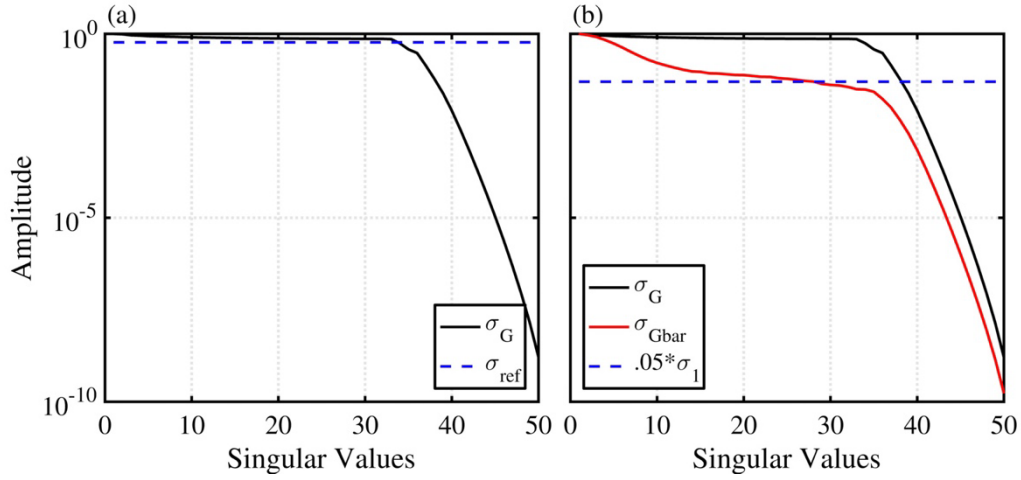 (a)
10^0
10^-5
10^-10
Amplitude
0 10 20 30 40 50
Singular Values
σ_G
σ_ref
(b)
0 10 20 30 40 50
Singular Values
σ_G
σ_Gbar
.05*σ_1